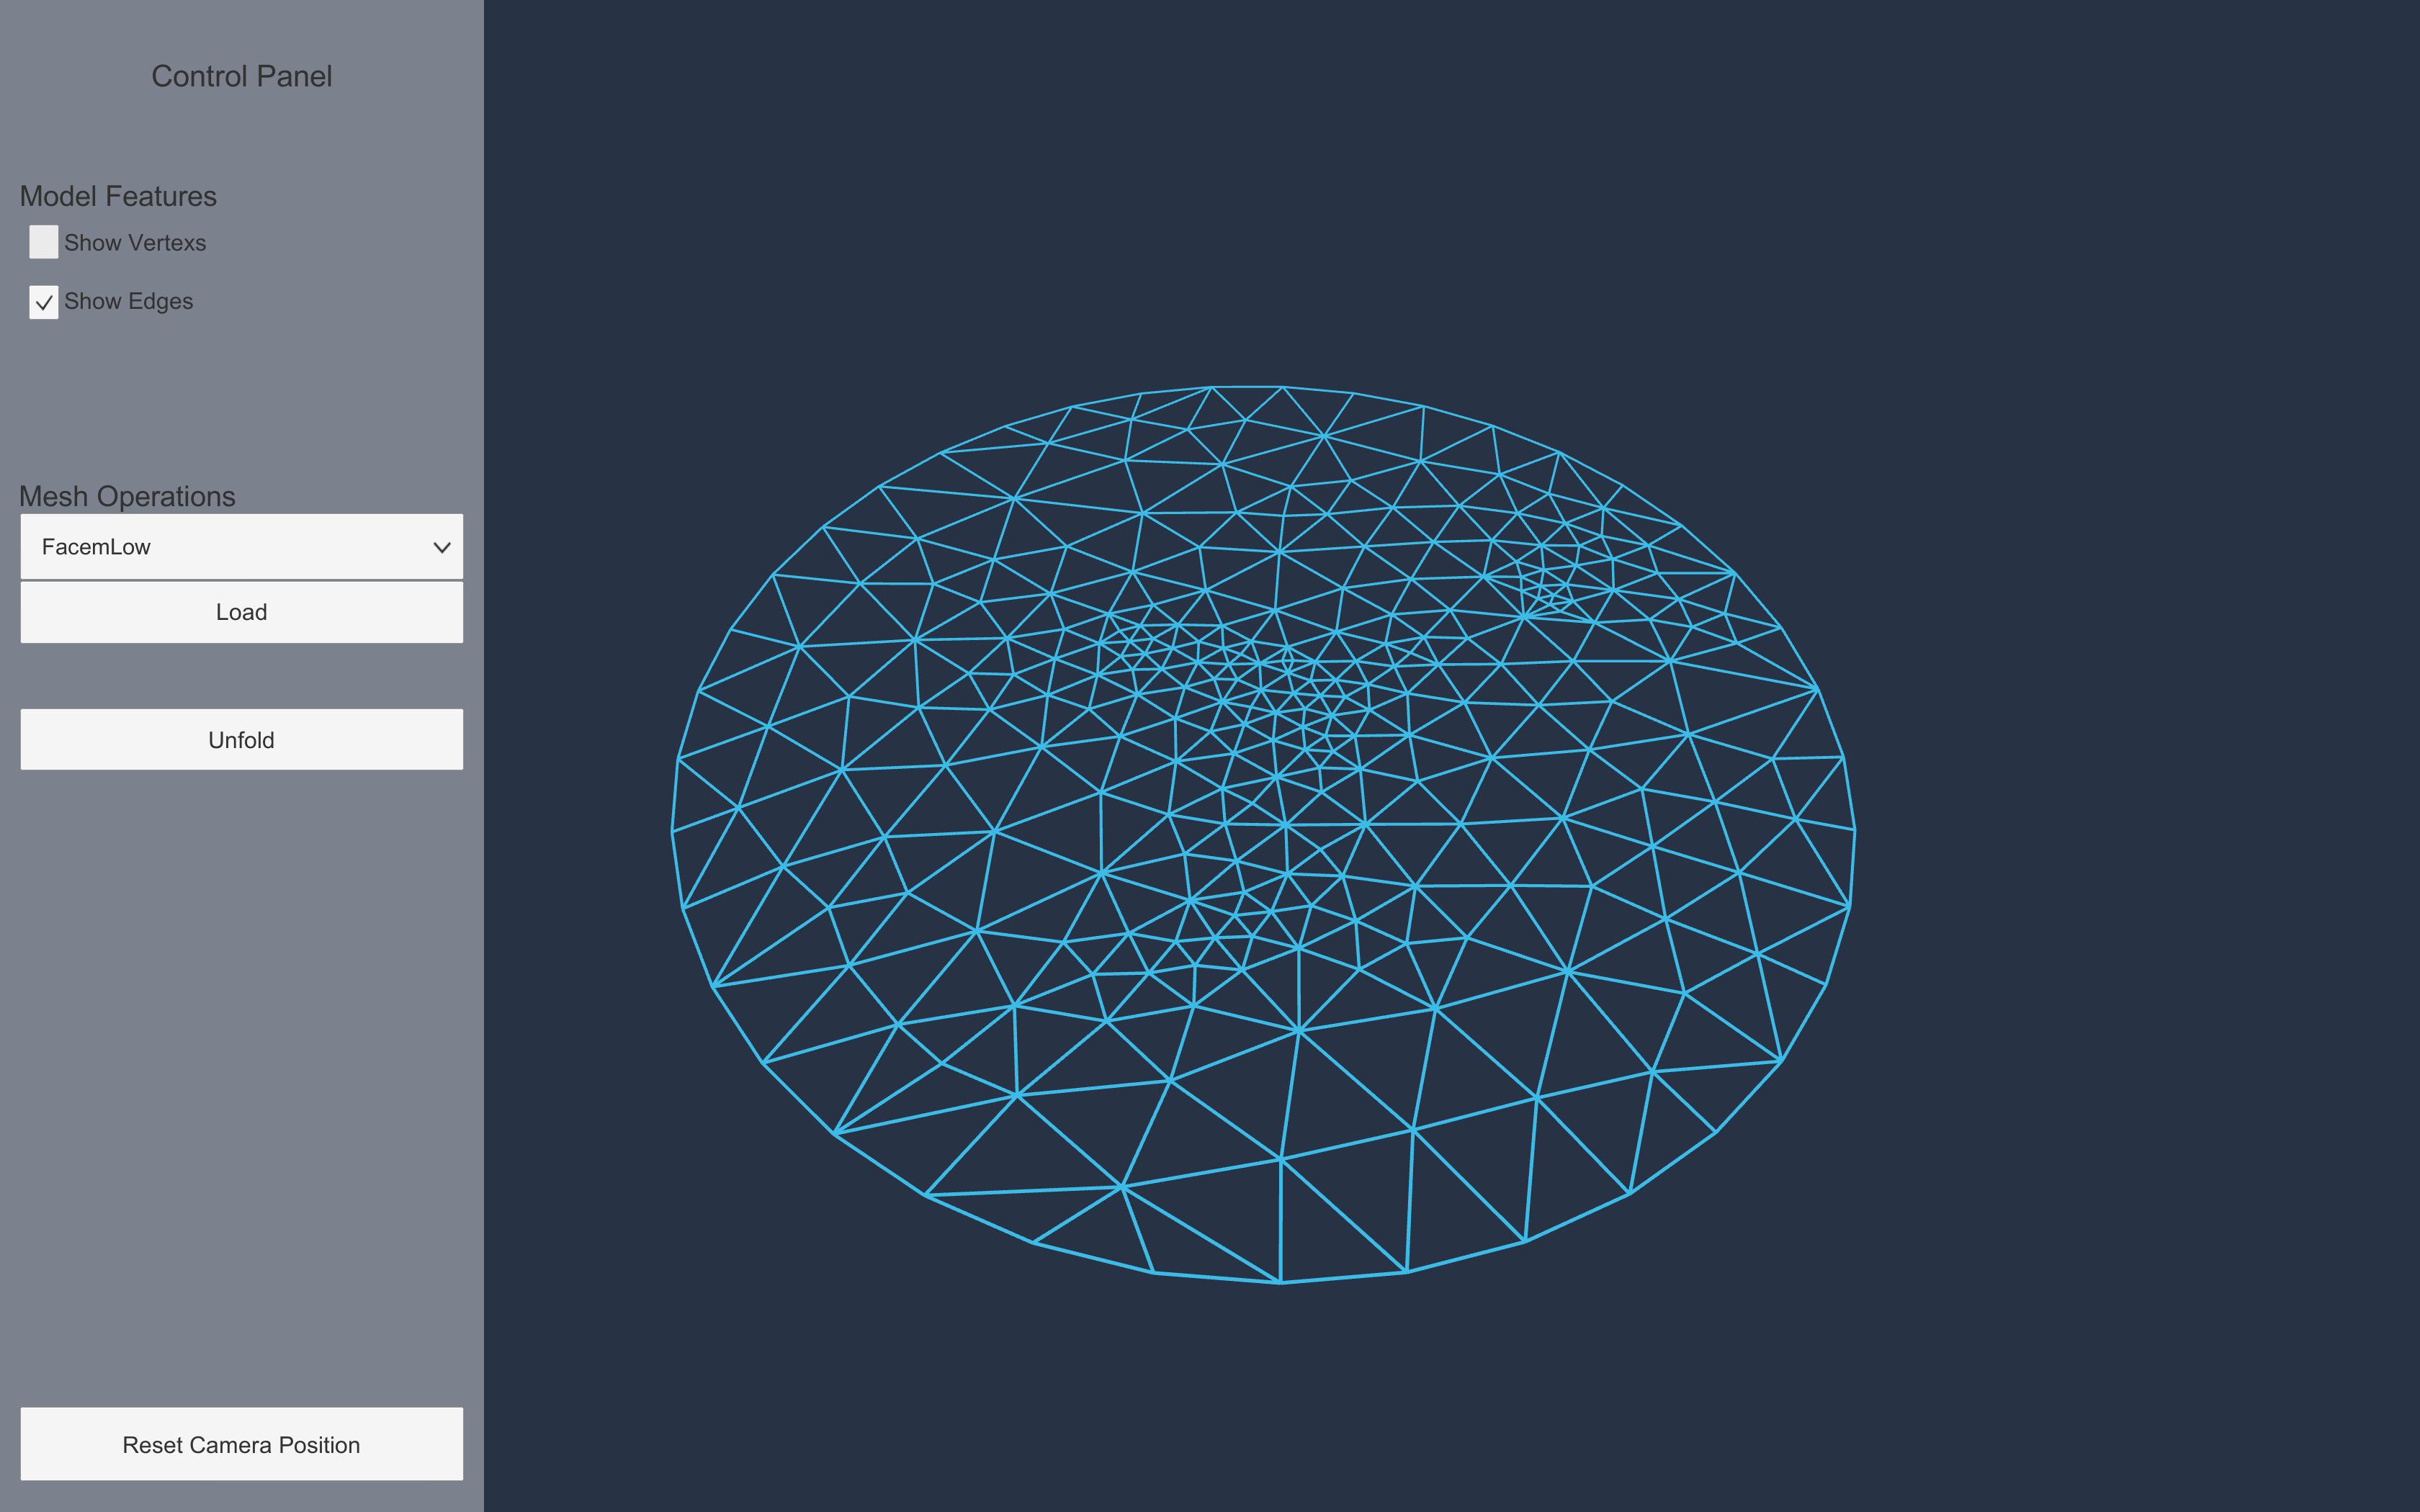 Control Panel
Model Features
Show Vertexs
Show Edges
Mesh Operations
FacemLow
Load
Unfold
Reset Camera Position